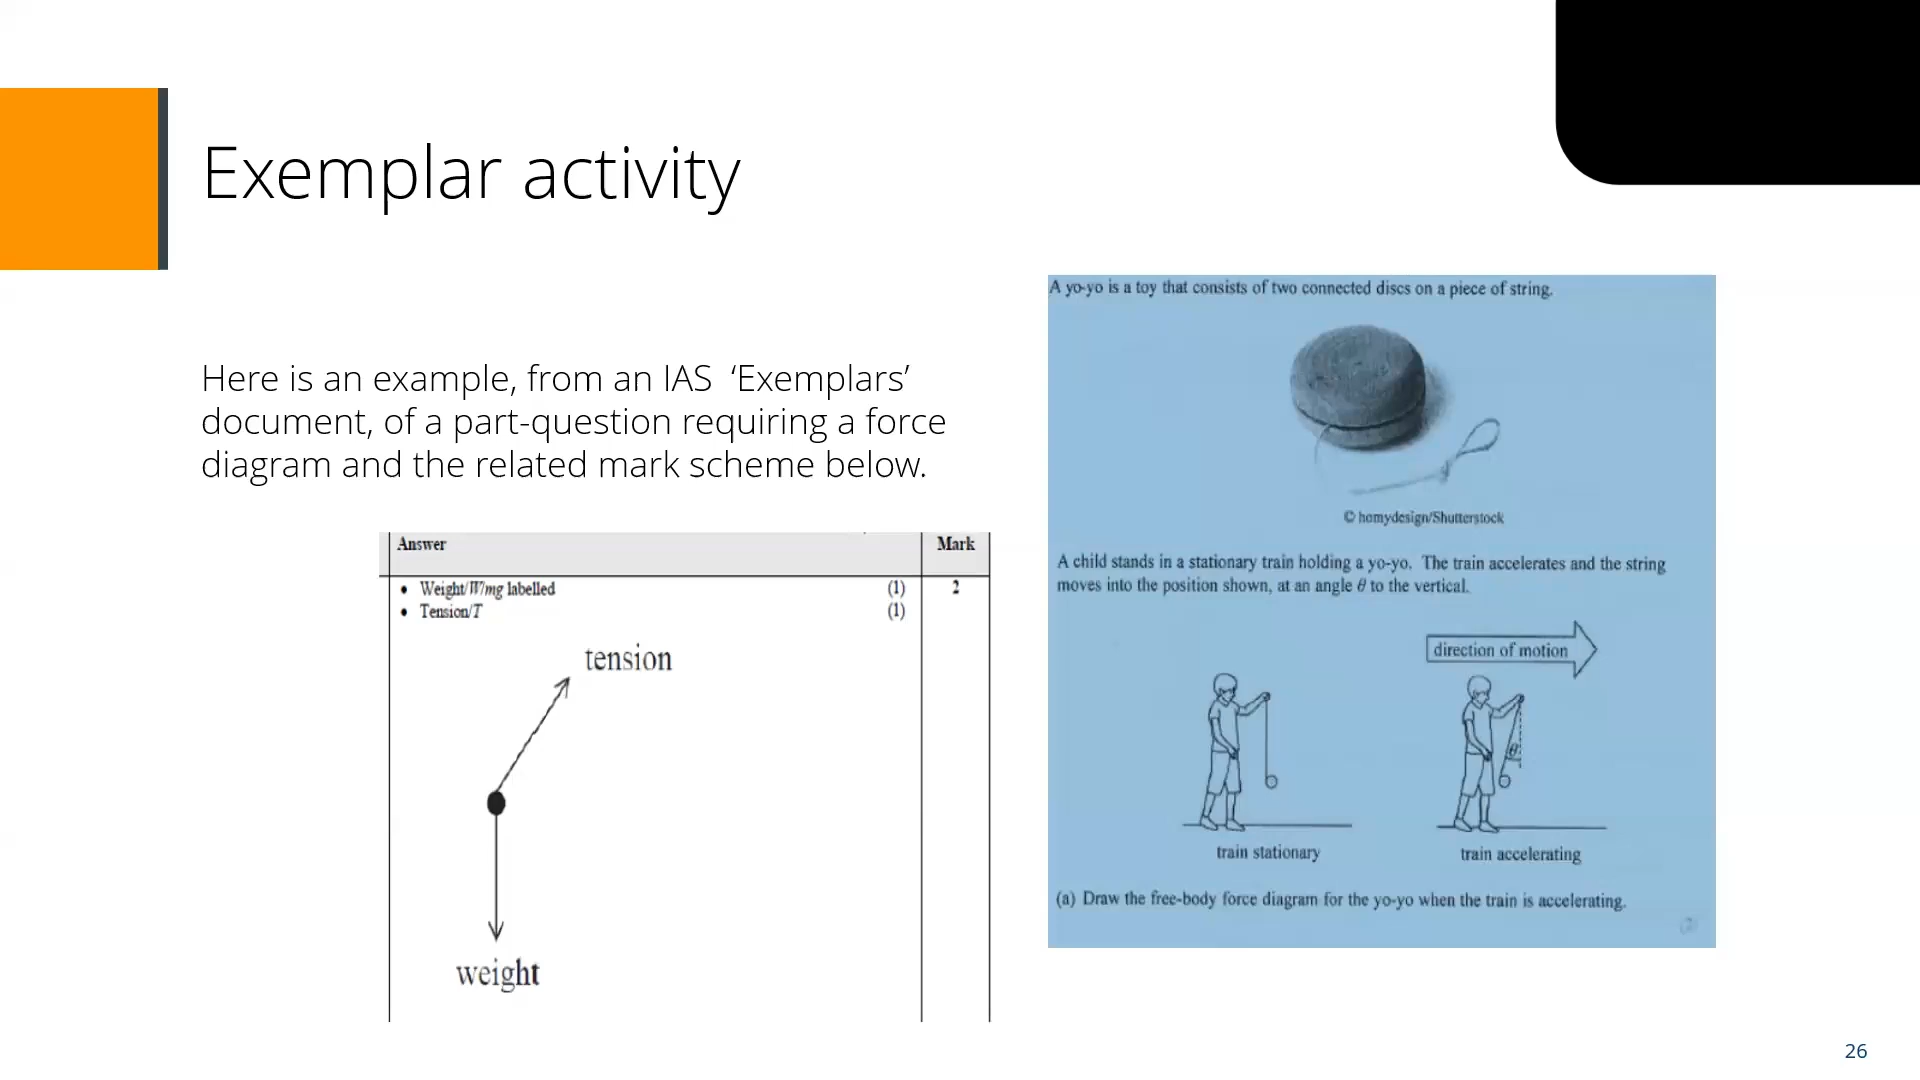 Exemplar activity
Here is an example, from an IAS ‘Exemplars’
document, of a part-question requiring a force
diagram and the related mark scheme below.
Answer Mark
• Weight/W/mg labelled (1) 2
• Tension/T (1)
tension
weight
A yo-yo is a toy that consists of two connected discs on a piece of string.
© homydesign/Shutterstock
A child stands in a stationary train holding a yo-yo. The train accelerates and the string
moves into the position shown, at an angle θ to the vertical.
direction of motion
θ
train stationary
train accelerating
(a) Draw the free-body force diagram for the yo-yo when the train is accelerating.
(2)
26